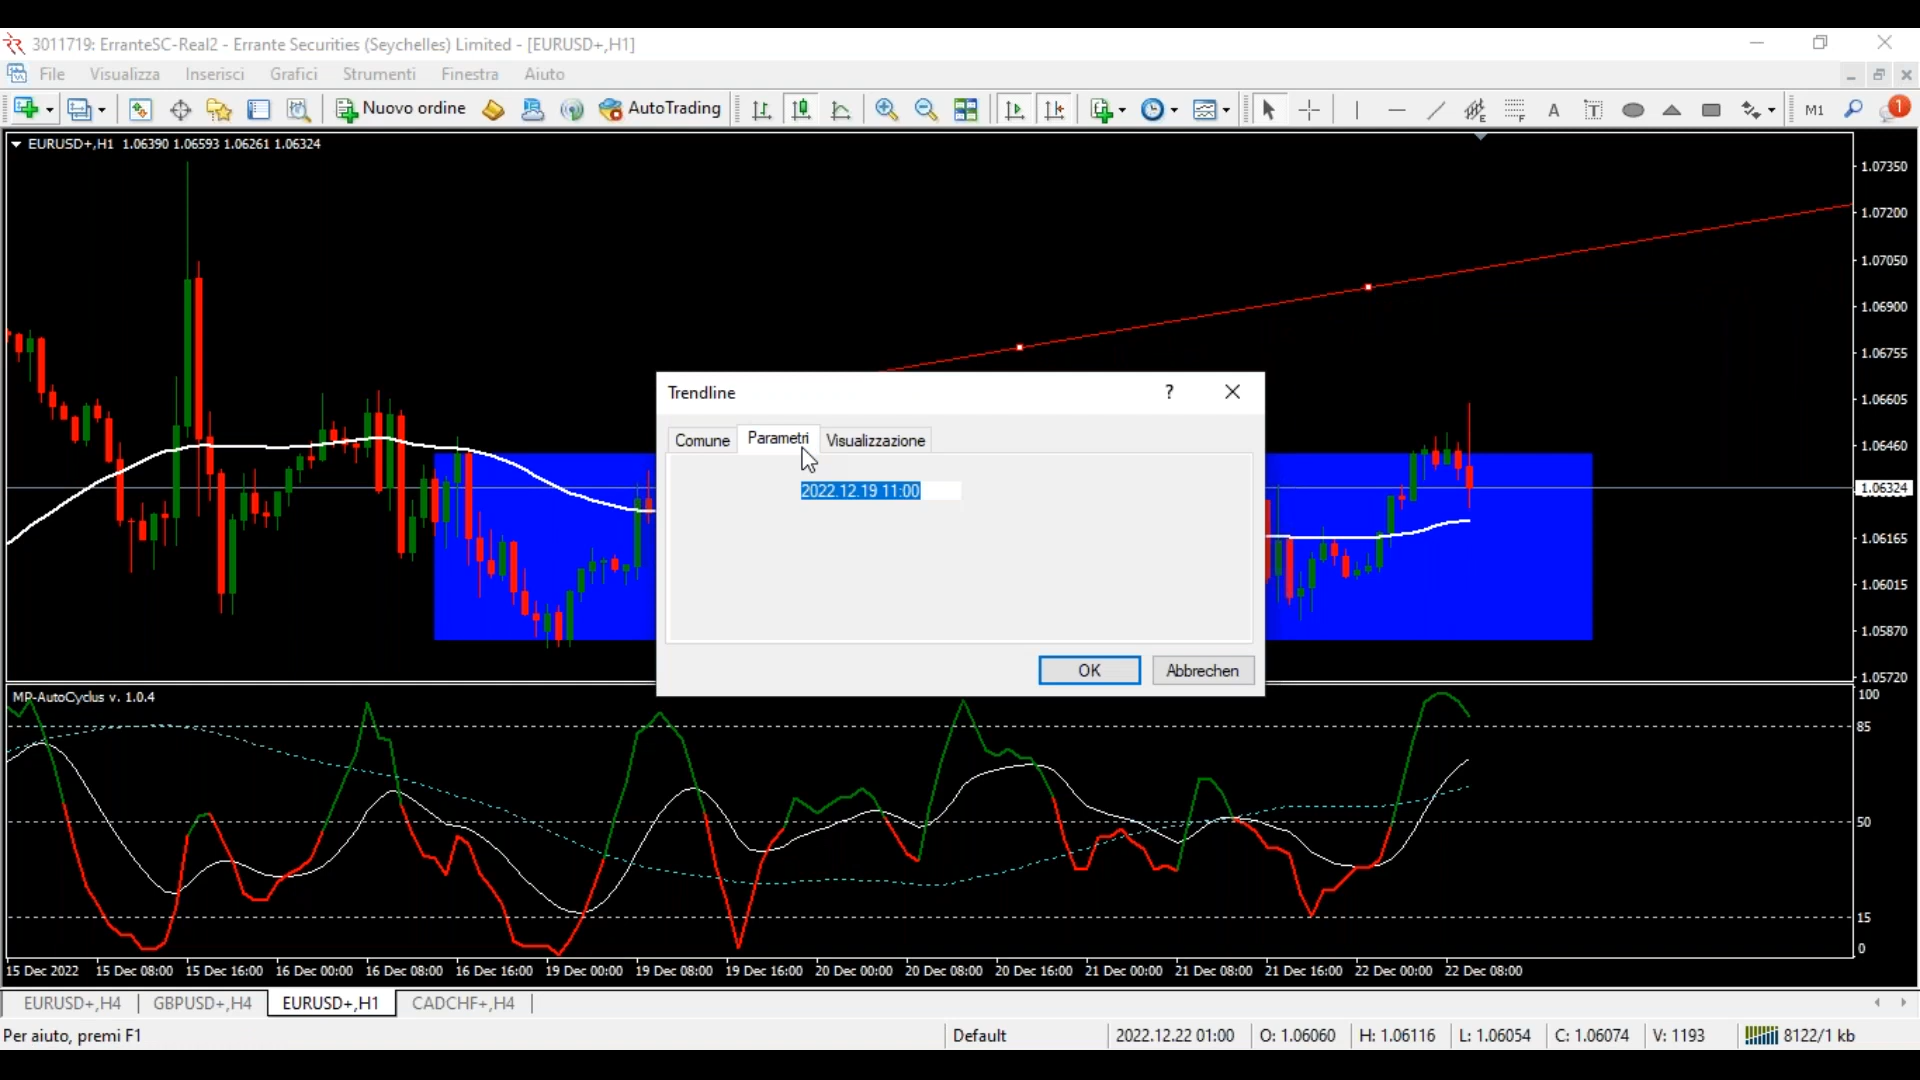 3011719: ErranteSC-Real2 - Errante Securities (Seychelles) Limited - [EURUSD+,H1]
File Visualizza Inserisci Grafici Strumenti Finestra Aiuto
Nuovo ordine AutoTrading A T M1 1
EURUSD+,H1 1.06390 1.06593 1.06261 1.06324
1.07350
1.07200
1.07050
1.06900
1.06755
1.06605
1.06460
1.06324
1.06165
1.06015
1.05870
1.05720
Trendline ?
Comune Parametri Visualizzazione
2022.12.19 11:00
OK Abbrechen
MP-AutoCyclus v. 1.0.4
100
85
50
15
0
15 Dec 2022 15 Dec 08:00 15 Dec 16:00 16 Dec 00:00 16 Dec 08:00 16 Dec 16:00 19 Dec 00:00 19 Dec 08:00 19 Dec 16:00 20 Dec 00:00 20 Dec 08:00 20 Dec 16:00 21 Dec 00:00 21 Dec 08:00 21 Dec 16:00 22 Dec 00:00 22 Dec 08:00
EURUSD+,H4 GBPUSD+,H4 EURUSD+,H1 CADCHF+,H4
Per aiuto, premi F1 Default 2022.12.22 01:00 O: 1.06060 H: 1.06116 L: 1.06054 C: 1.06074 V: 1193 8122/1 kb